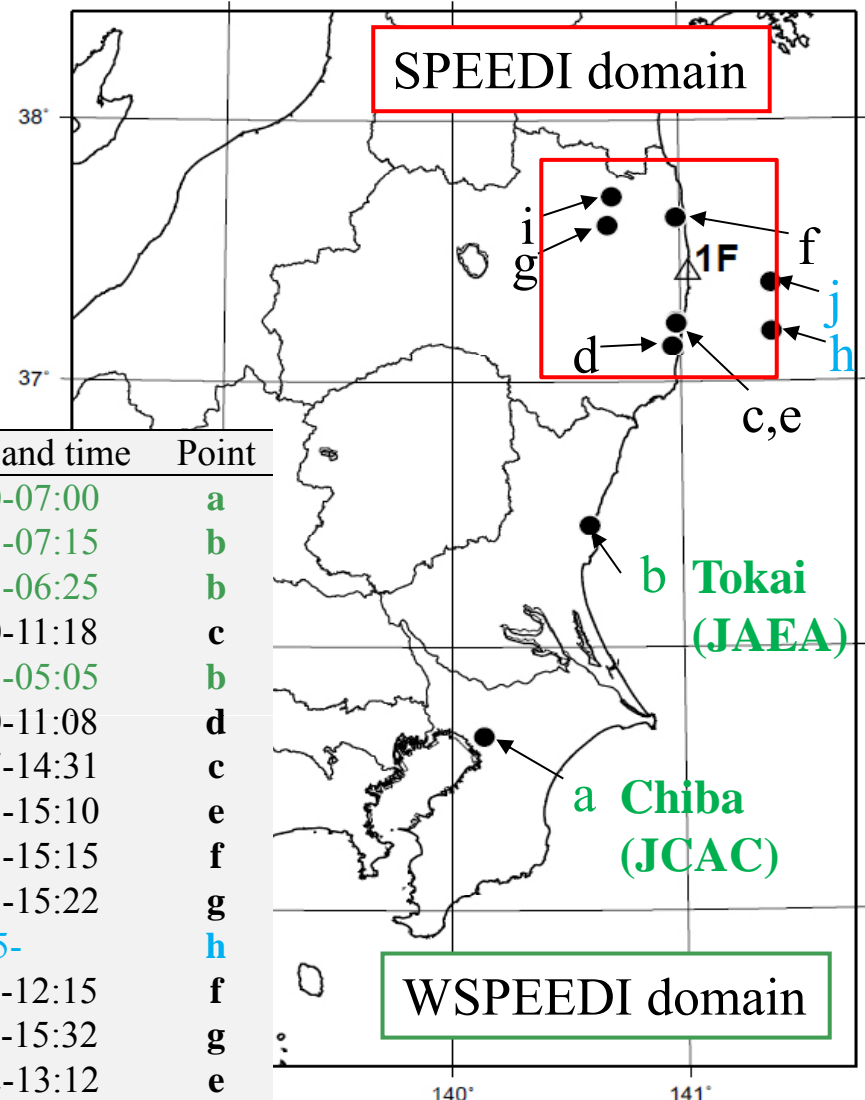 SPEEDI domain
38°
i
f
g
1F
j
d
h
37°
c,e
and time Point
-07:00 a
-07:15 b
-06:25 b
-11:18 c
-05:05 b
-11:08 d
-14:31 c
-15:10 e
-15:15 f
-15:22 g
5- h
-12:15 f
-15:32 g
-13:12 e
b Tokai
(JAEA)
a Chiba
(JCAC)
WSPEEDI domain
140° 141°